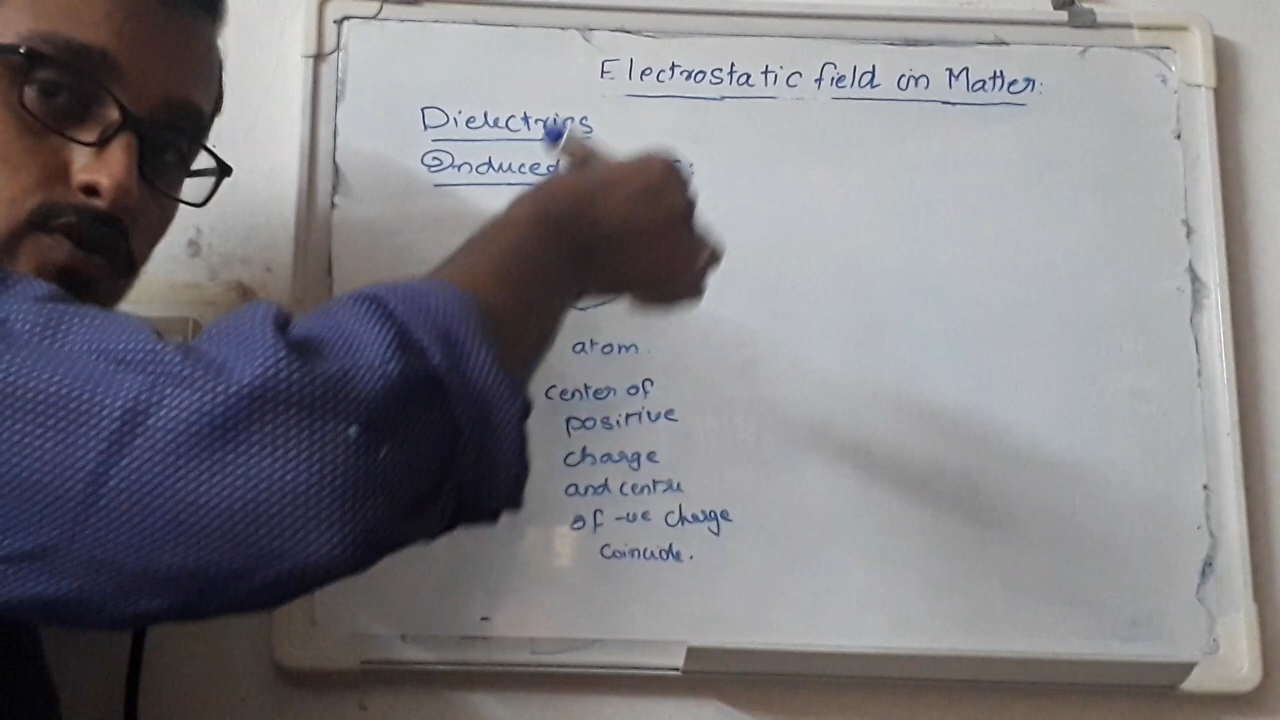 Electrostatic field in Matter:
Dielectrics
Induced
atom.
center of
positive
charge
and centre
of -ve charge
coincide.